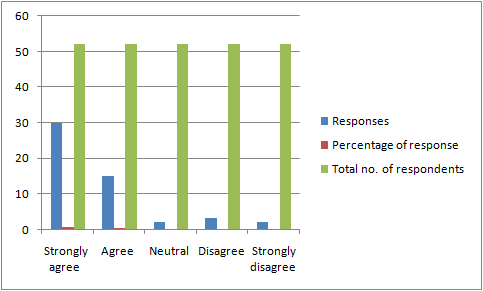 60
50
40
30
20
10
0
Strongly agree
Agree
Neutral
Disagree
Strongly disagree
Responses
Percentage of response
Total no. of respondents